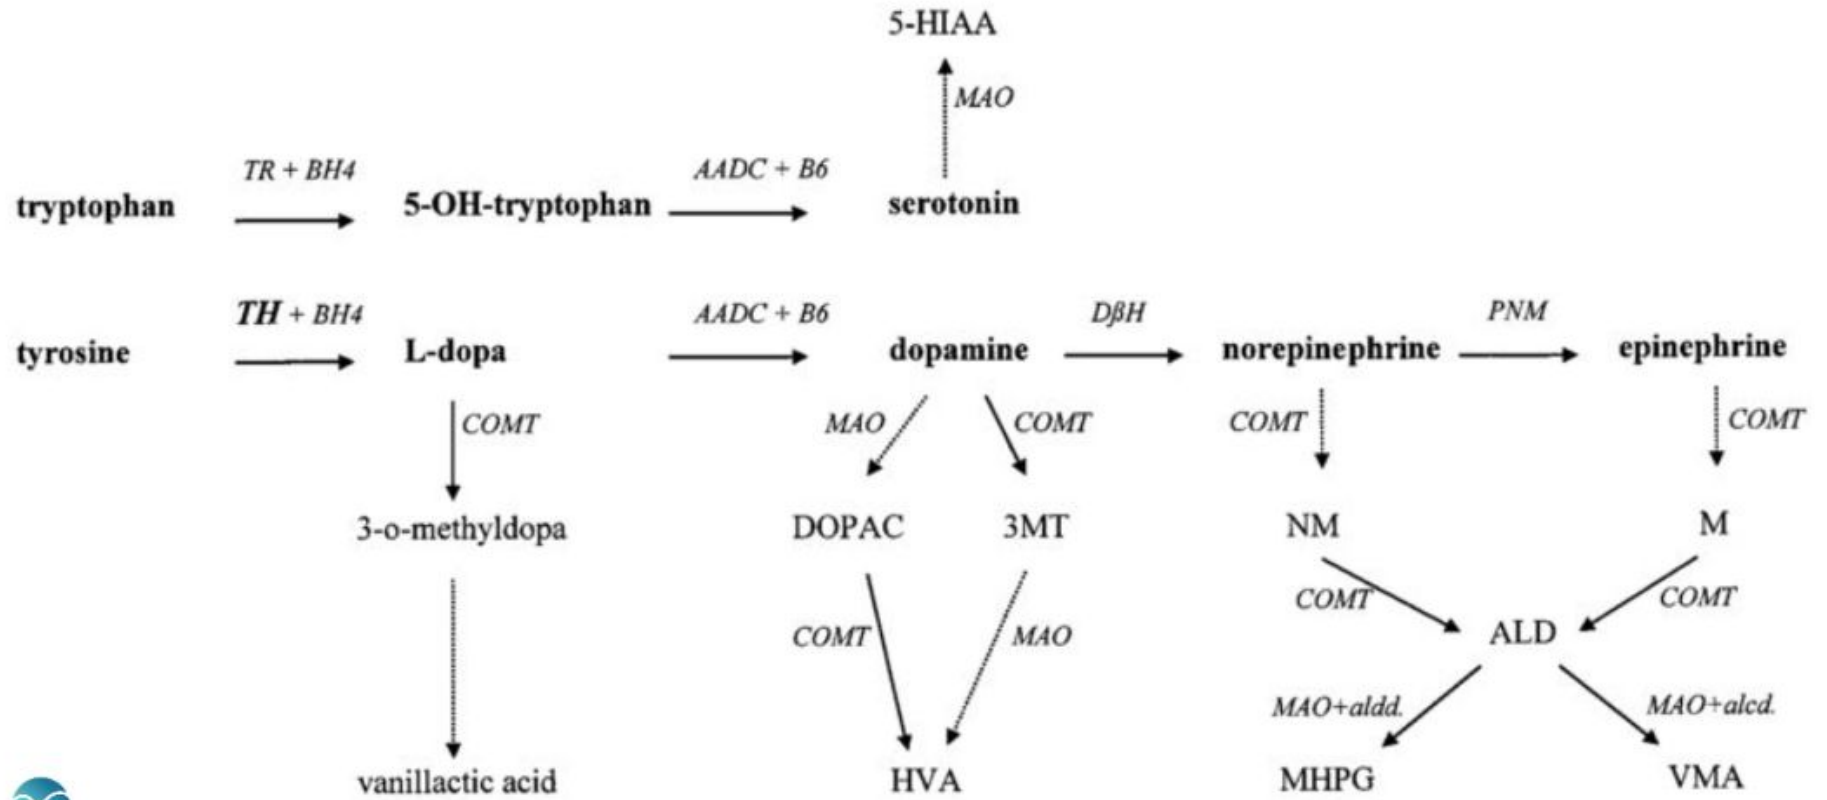 5-HIAA
MAO
TR + BH4
AADC + B6
tryptophan
5-OH-tryptophan
serotonin
TH + BH4
AADC + B6
DβH
PNM
tyrosine
L-dopa
dopamine
norepinephrine
epinephrine
COMT
MAO
COMT
COMT
COMT
3-o-methyldopa
DOPAC
3MT
NM
M
COMT
MAO
COMT
COMT
ALD
MAO+aldd.
MAO+alcd.
vanillactic acid
HVA
MHPG
VMA